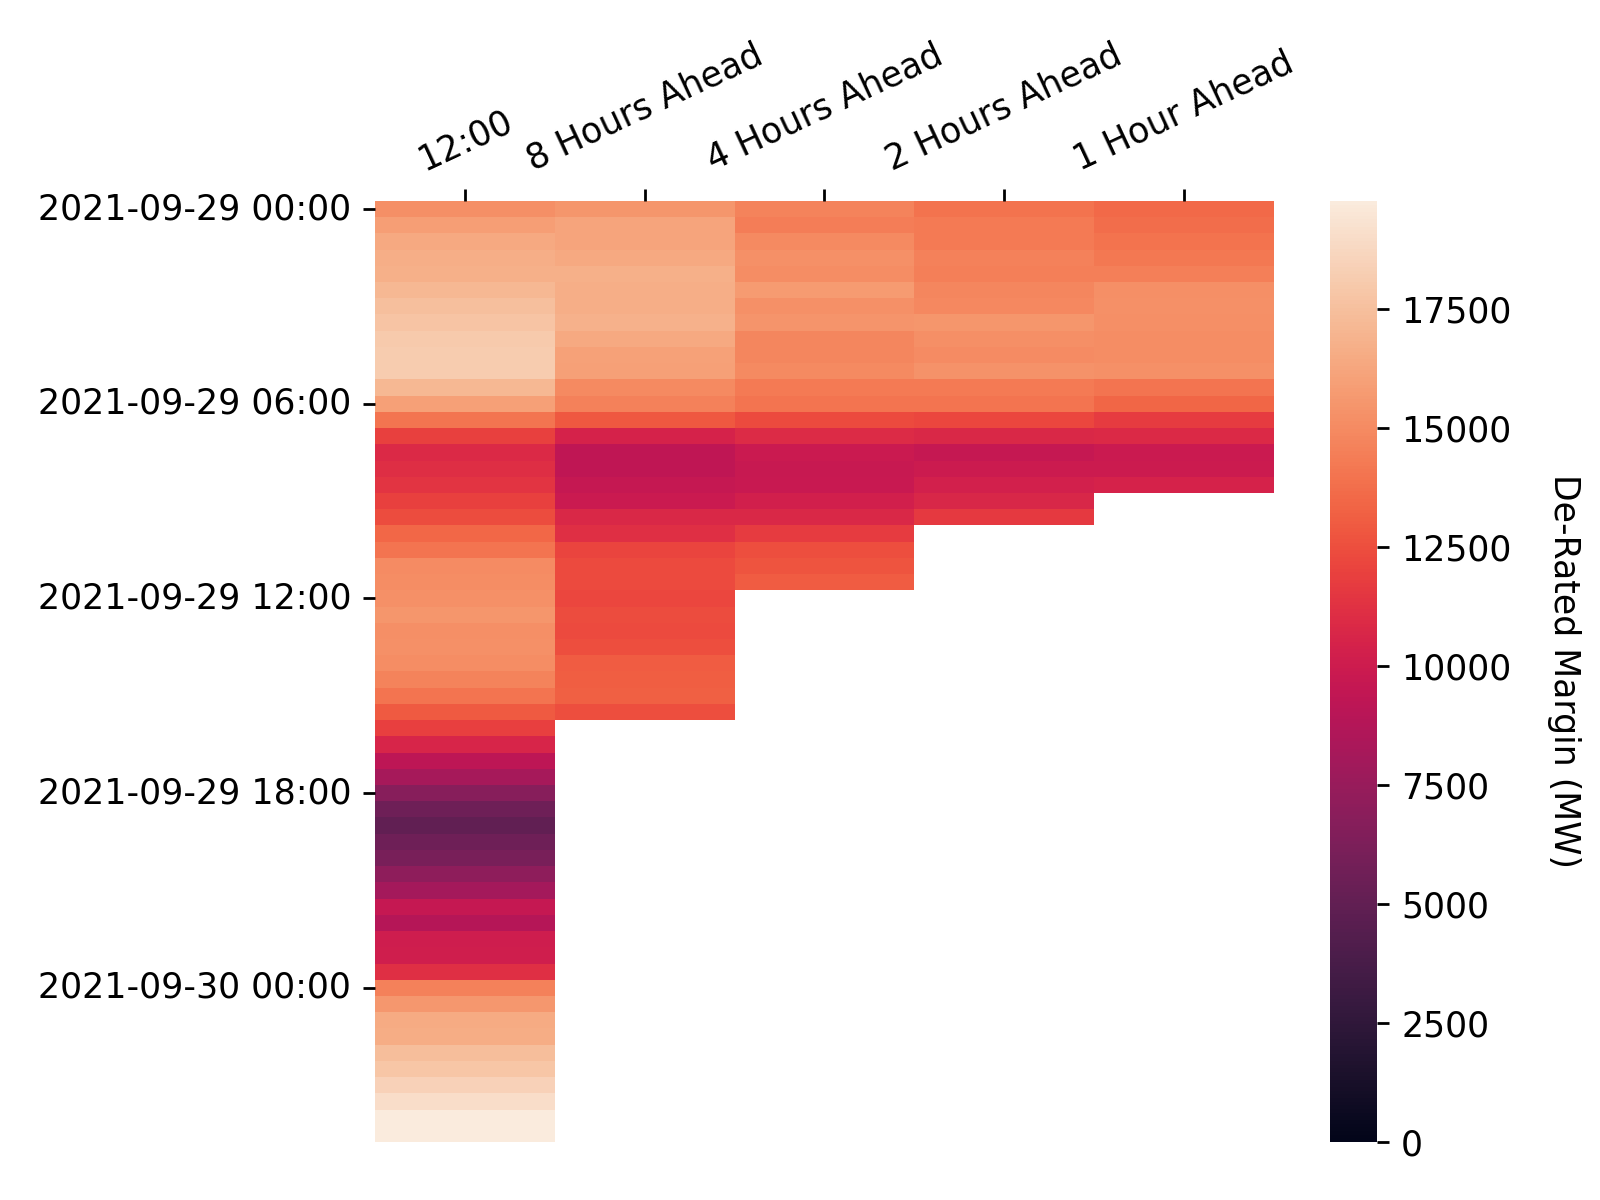 12:00
8 Hours Ahead
4 Hours Ahead
2 Hours Ahead
1 Hour Ahead
2021-09-29 00:00
2021-09-29 06:00
2021-09-29 12:00
2021-09-29 18:00
2021-09-30 00:00
17500
15000
12500
10000
7500
5000
2500
0
De-Rated Margin (MW)